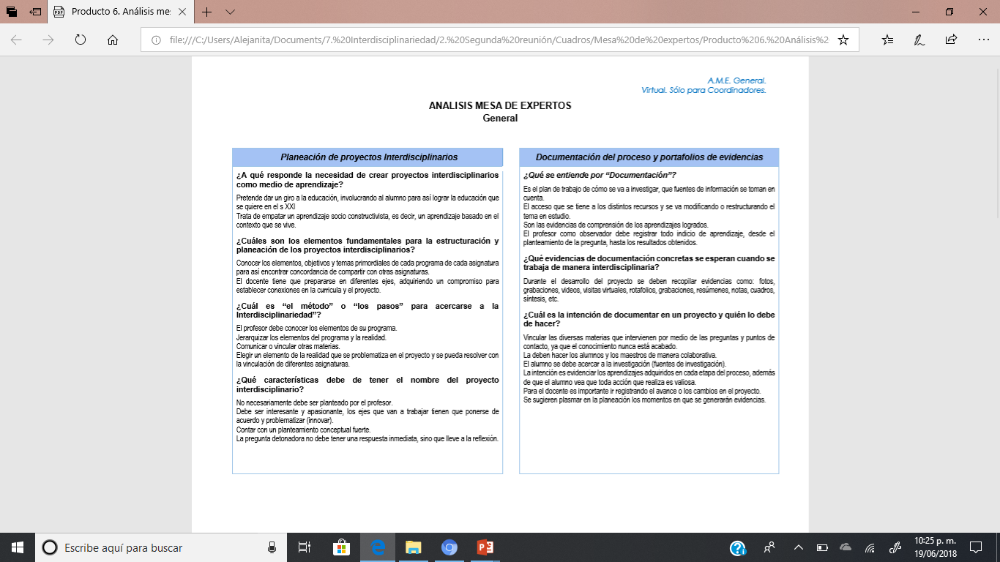 Producto 6. Análisis me:
file:///C:/Users/Alejanita/Documents/7.%20Interdisciplinariedad/2.%20Segunda%20reunión/Cuadros/Mesa%20de%20expertos/Producto%206.%20Análisis%2
A.M.E. General.
Virtual. Sólo para Coordinadores.
ANALISIS MESA DE EXPERTOS
General
Planeación de proyectos Interdisciplinarios
¿A qué responde la necesidad de crear proyectos interdisciplinarios
como medio de aprendizaje?
Pretende dar un giro a la educación, involucrando al alumno para así lograr la educación que
se quiere en el s XXI
Trata de empatar un aprendizaje socio constructivista, es decir, un aprendizaje basado en el
contexto que se vive.
¿Cuáles son los elementos fundamentales para la estructuración y
planeación de los proyectos interdisciplinarios?
Conocer los elementos, objetivos y temas primordiales de cada programa de cada asignatura
para así encontrar concordancia de compartir con otras asignaturas.
El docente tiene que prepararse en diferentes ejes, adquiriendo un compromiso para
establecer conexiones en la curricula y el proyecto.
¿Cuál es “el método” o “los pasos” para acercarse a la
Interdisciplinariedad”?
El profesor debe conocer los elementos de su programa.
Jerarquizar los elementos del programa y la realidad.
Comunicar o vincular otras materias.
Elegir un elemento de la realidad que se problematiza en el proyecto y se pueda resolver con
la vinculación de diferentes asignaturas.
¿Qué características debe de tener el nombre del proyecto
interdisciplinario?
No necesariamente debe ser planteado por el profesor.
Debe ser interesante y apasionante, los ejes que van a trabajar tienen que ponerse de
acuerdo y problematizar (innovar).
Contar con un planteamiento conceptual fuerte.
La pregunta detonadora no debe tener una respuesta inmediata, sino que lleve a la reflexión.
Documentación del proceso y portafolios de evidencias
¿Qué se entiende por “Documentación”?
Es el plan de trabajo de cómo se va a investigar, que fuentes de información se toman en
cuenta.
El acceso que se tiene a los distintos recursos y se va modificando o restructurando el
tema en estudio.
Son las evidencias de comprensión de los aprendizajes logrados.
El profesor como observador debe registrar todo indicio de aprendizaje, desde el
planteamiento de la pregunta, hasta los resultados obtenidos.
¿Qué evidencias de documentación concretas se esperan cuando se
trabaja de manera interdisciplinaria?
Durante el desarrollo del proyecto se deben recopilar evidencias como: fotos,
grabaciones, videos, visitas virtuales, rotafolios, grabaciones, resúmenes, notas, cuadros,
síntesis, etc.
¿Cuál es la intención de documentar en un proyecto y quién lo debe
de hacer?
Vincular las diversas materias que intervienen por medio de las preguntas y puntos de
contacto, ya que el conocimiento nunca está acabado.
La deben hacer los alumnos y los maestros de manera colaborativa.
El alumno se debe acercar a la investigación (fuentes de investigación).
La intención es evidenciar los aprendizajes adquiridos en cada etapa del proceso, además
de que el alumno vea que toda acción que realiza es valiosa.
Para el docente es importante ir registrando el avance o los cambios en el proyecto.
Se sugieren plasmar en la planeación los momentos en que se generarán evidencias.
Escribe aquí para buscar
10:25 p. m.
19/06/2018